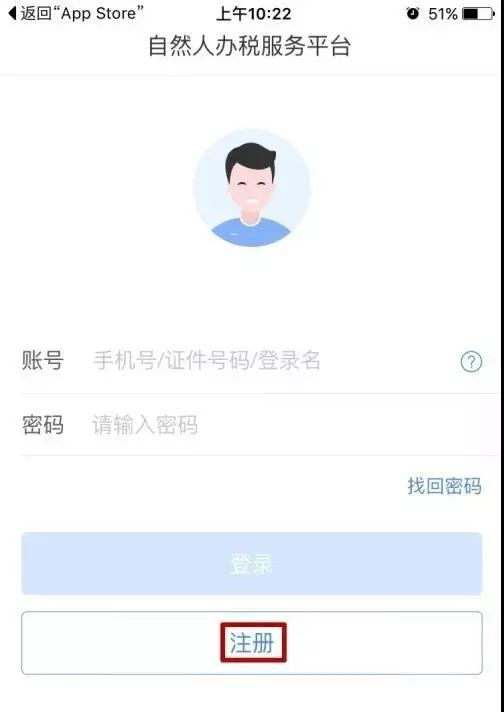 返回“App Store” 上午10:22 51%
自然人办税服务平台
账号 手机号/证件号码/登录名 ?
密码 请输入密码
找回密码
登录
注册